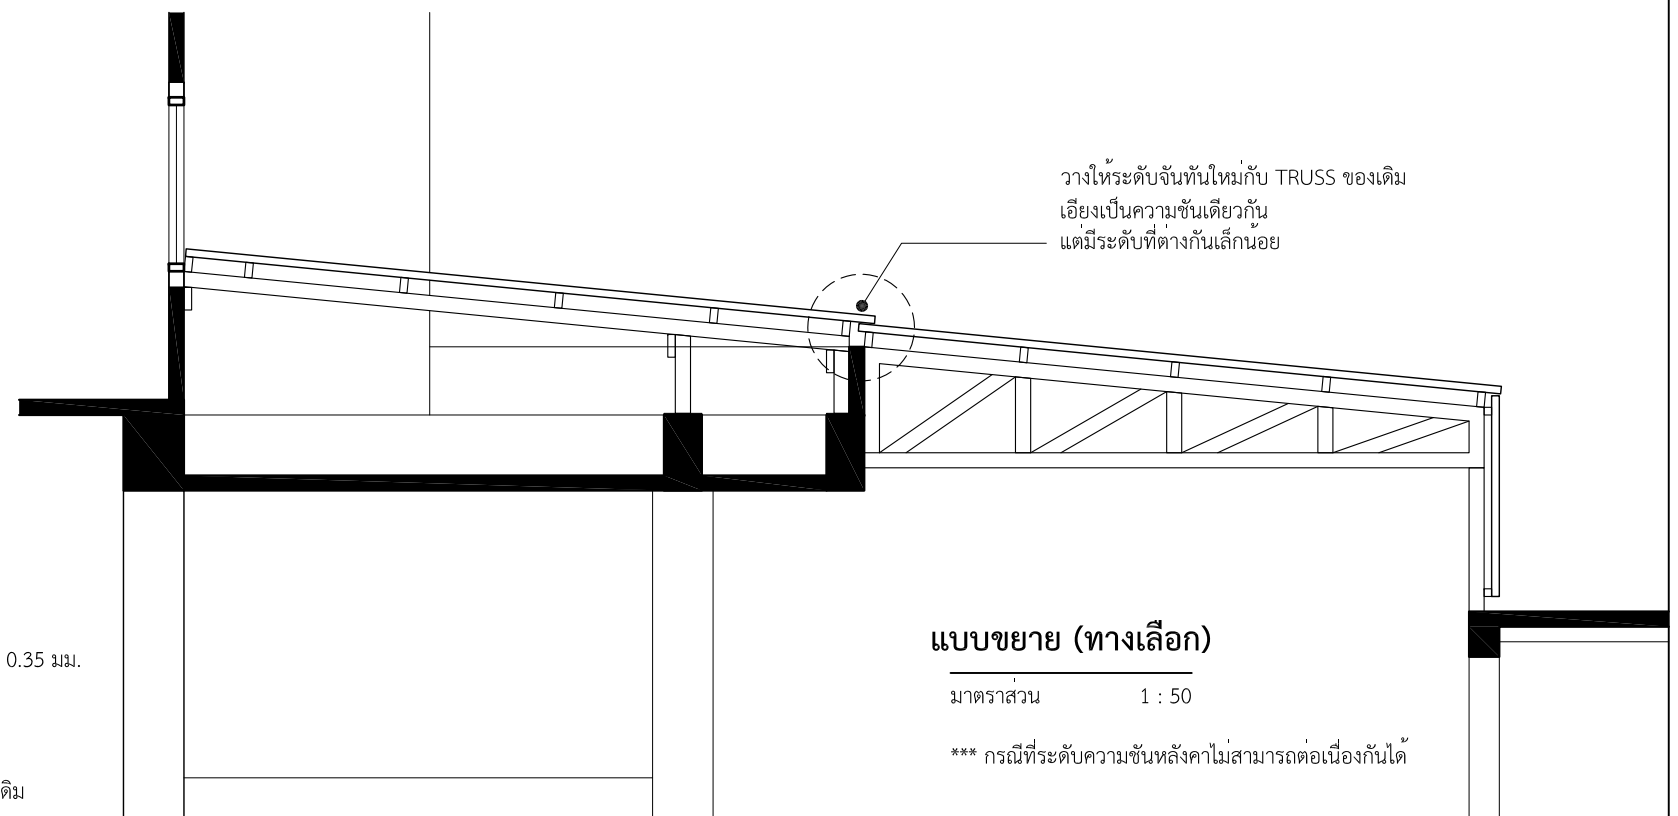 วางให้ระดับจันทันใหม่กับ TRUSS ของเดิม
เอียงเป็นความชันเดียวกัน
แต่มีระดับที่ต่างกันเล็กน้อย
แบบขยาย (ทางเลือก)
มาตราส่วน 1 : 50
*** กรณีที่ระดับความชันหลังคาไม่สามารถต่อเนื่องกันได้
0.35 มม.
ดิม